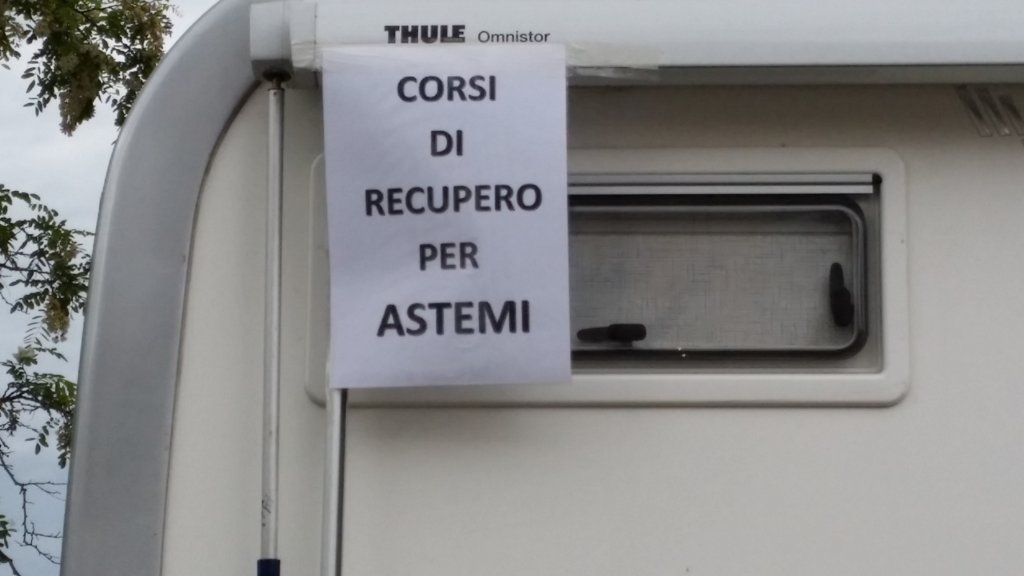 THULE Omnistor
CORSI
DI
RECUPERO
PER
ASTEMI